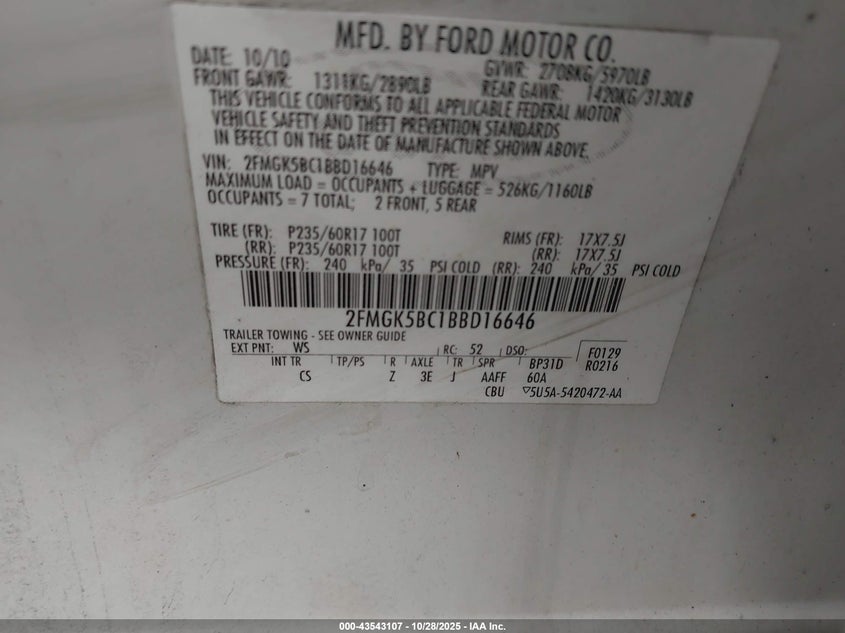 MFD. BY FORD MOTOR CO.
DATE: 10/10 GVWR: 2708KG/5970LB
FRONT GAWR: 1311KG/2890LB REAR GAWR: 1420KG/3130LB
THIS VEHICLE CONFORMS TO ALL APPLICABLE FEDERAL MOTOR
VEHICLE SAFETY AND THEFT PREVENTION STANDARDS
IN EFFECT ON THE DATE OF MANUFACTURE SHOWN ABOVE.
VIN: 2FMGK5BC1BBD16646 TYPE: MPV
MAXIMUM LOAD = OCCUPANTS + LUGGAGE = 526KG/1160LB
OCCUPANTS = 7 TOTAL; 2 FRONT, 5 REAR
TIRE (FR): P235/60R17 100T RIMS (FR): 17X7.5J
(RR): P235/60R17 100T (RR): 17X7.5J
PRESSURE (FR): 240 kPa/ 35 PSI COLD (RR): 240 kPa/ 35 PSI COLD
2FMGK5BC1BBD16646
TRAILER TOWING - SEE OWNER GUIDE
EXT PNT: WS RC: 52 DSO: F0129
INT TR TP/PS R AXLE TR SPR BP31D R0216
CS Z 3E J AAFF 60A
CBU 5U5A-5420472-AA
000-43543107 - 10/28/2025 - IAA Inc.